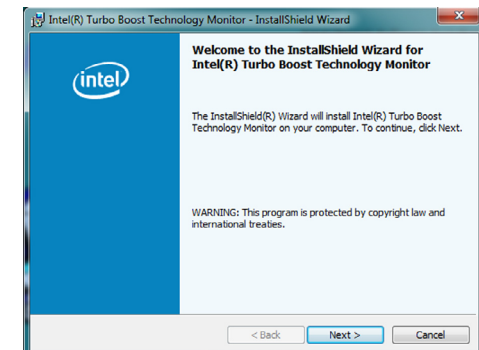 Intel(R) Turbo Boost Technology Monitor - InstallShield Wizard
Welcome to the InstallShield Wizard for
Intel(R) Turbo Boost Technology Monitor
intel
The InstallShield(R) Wizard will install Intel(R) Turbo Boost
Technology Monitor on your computer. To continue, click Next.
WARNING: This program is protected by copyright law and
international treaties.
< Back
Next >
Cancel